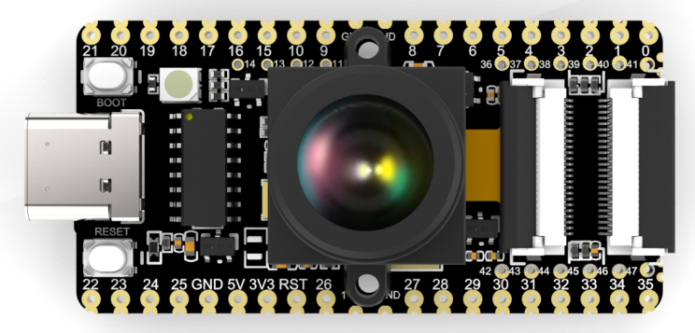 21 20 19 18 17 16 15 10 9 8 7 6 5 4 3 2 1 0
14 13 12 11 36 37 38 39 40 41
BOOT
RESET
42 43 44 45 46 47
22 23 24 25 GND 5V 3V3 RST 26 27 28 29 30 31 32 33 34 35